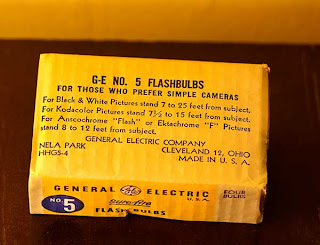 G-E NO. 5 FLASHBULBS
FOR THOSE WHO PREFER SIMPLE CAMERAS
For Black & White Pictures stand 7 to 25 feet from subject.
For Kodacolor Pictures stand 7½ to 15 feet from subject.
For Anscochrome "Flash" or Ektachrome "F" Pictures
stand 8 to 12 feet from subject.
GENERAL ELECTRIC COMPANY
NELA PARK CLEVELAND 12, OHIO
HHG5-4 MADE IN U. S. A.
GENERAL GE ELECTRIC
U. S. A.
NO. 5
sure-fire
FLASHBULBS
FOUR
BULBS